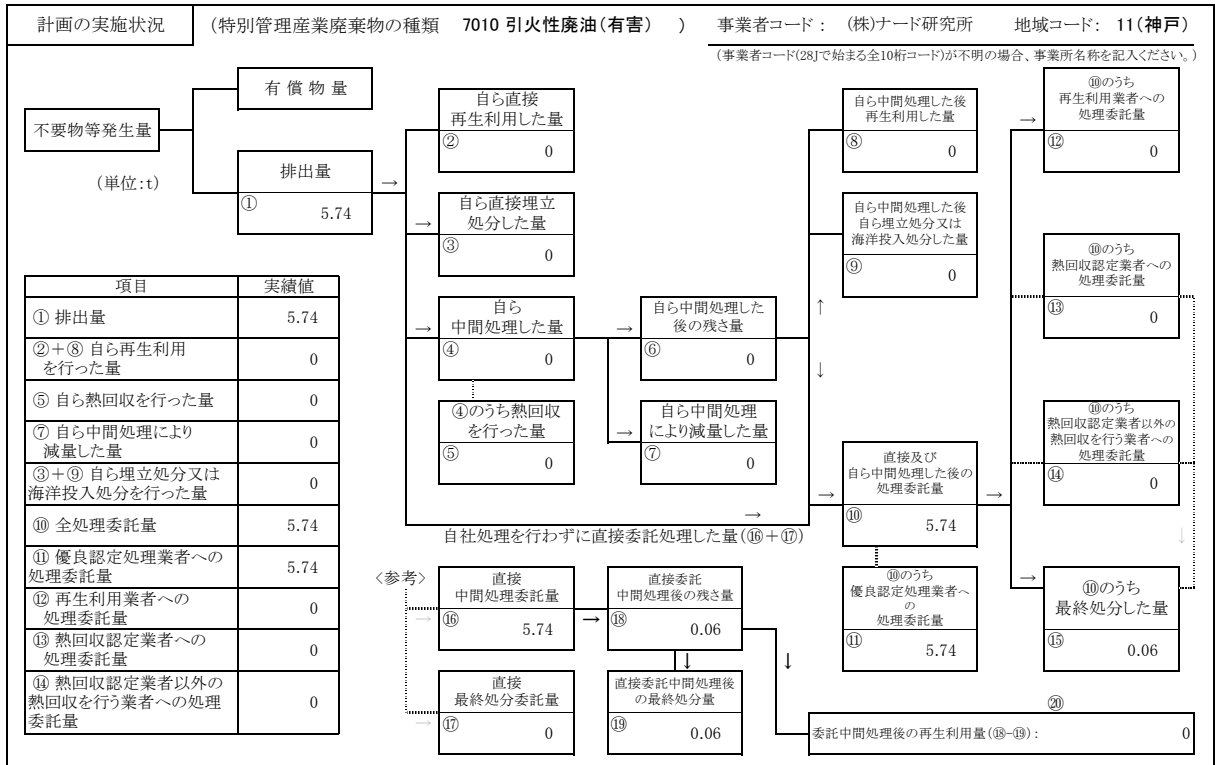 計画の実施状況
(特別管理産業廃棄物の種類 7010 引火性廃油(有害) )
事業者コード: (株)ナード研究所 地域コード: 11(神戸)
(事業者コード(28Jで始まる全10桁コード)が不明の場合、事業所名称を記入ください。)
不要物等発生量
(単位:t)
有償物量
排出量
→
① 5.74
自ら直接
再生利用した量
② 0
→
自ら直接埋立
処分した量
③ 0
→
自ら
中間処理した量
④ 0
④のうち熱回収
を行った量
⑤ 0
→
自ら中間処理した
後の残さ量
⑥ 0
→
自ら中間処理
により減量した量
⑦ 0
自ら中間処理した後
再生利用した量
⑧ 0
自ら中間処理した後
自ら埋立処分又は
海洋投入処分した量
⑨ 0
↑
↓
→
自社処理を行わずに直接委託処理した量(⑯+⑰)
→
直接及び
自ら中間処理した後の
処理委託量
⑩ 5.74
→
⑩のうち
優良認定処理業者へ
の
処理委託量
⑪ 5.74
→
⑩のうち
再生利用業者への
処理委託量
⑫ 0
⑩のうち
熱回収認定業者への
処理委託量
⑬ 0
⑩のうち
熱回収認定業者以外の
熱回収を行う業者への
処理委託量
⑭ 0
↓
→
⑩のうち
最終処分した量
⑮ 0.06
項目 実績値
① 排出量 5.74
②+⑧ 自ら再生利用
を行った量 0
⑤ 自ら熱回収を行った量 0
⑦ 自ら中間処理により
減量した量 0
③+⑨ 自ら埋立処分又は
海洋投入処分を行った量 0
⑩ 全処理委託量 5.74
⑪ 優良認定処理業者への
処理委託量 5.74
⑫ 再生利用業者への
処理委託量 0
⑬ 熱回収認定業者への
処理委託量 0
⑭ 熱回収認定業者以外の
熱回収を行う業者への処理
委託量 0
<参考>
→
直接
中間処理委託量
⑯ 5.74
→
直接委託
中間処理後の残さ量
⑱ 0.06
→
直接
最終処分委託量
⑰ 0
↓
直接委託中間処理後
の最終処分量
⑲ 0.06
↓
⑳
委託中間処理後の再生利用量(⑱-⑲): 0